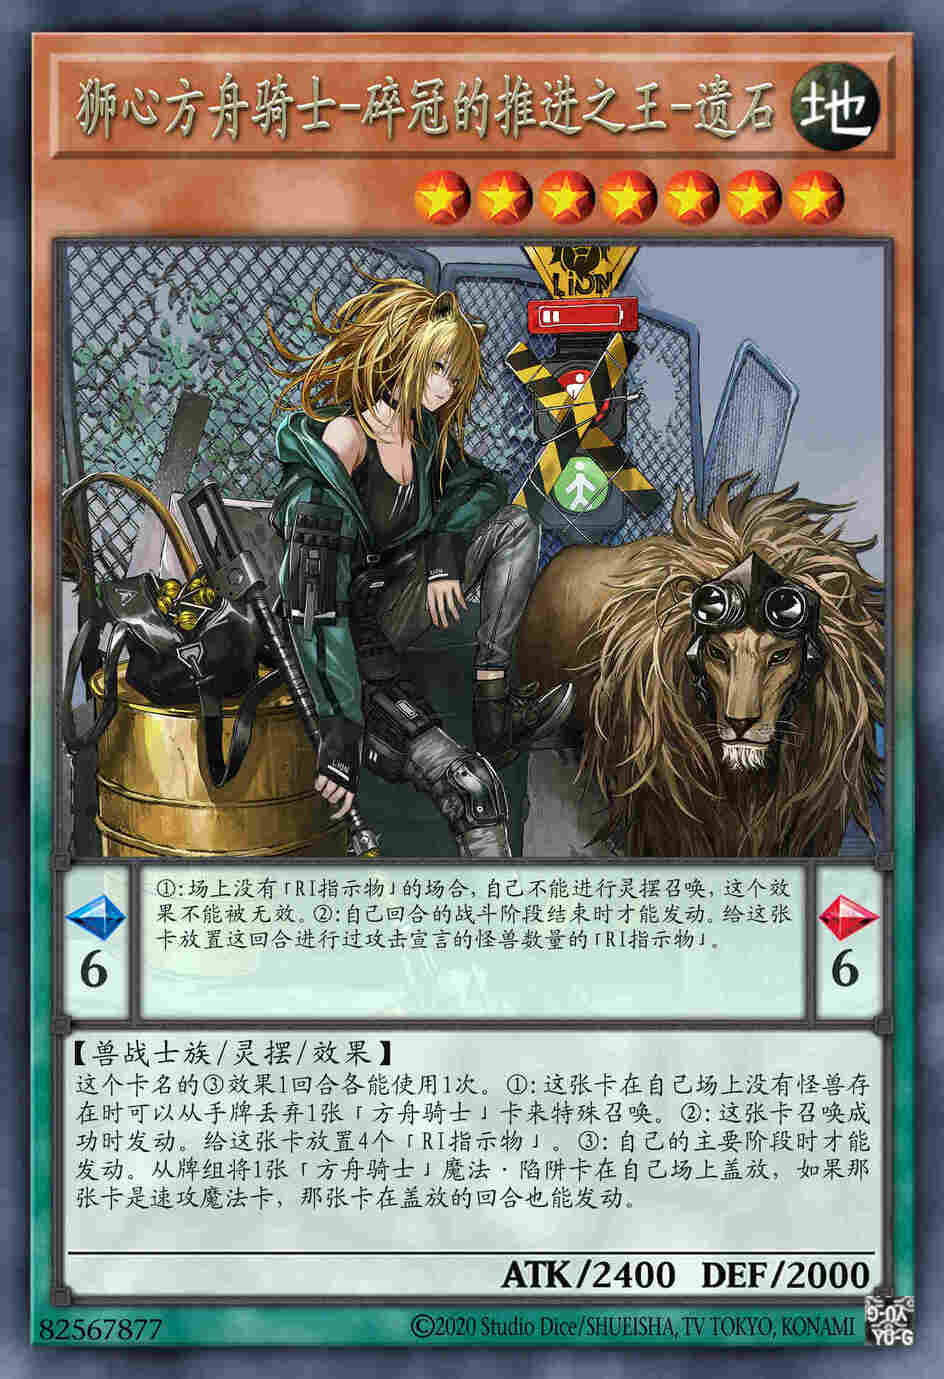 狮心方舟骑士-碎冠的推进之王-遗石
地
LiON
①:场上没有「RI指示物」的场合,自己不能进行灵摆召唤,这个效
果不能被无效。②:自己回合的战斗阶段结束时才能发动。给这张
卡放置这回合进行过攻击宣言的怪兽数量的「RI指示物」。
6
6
【兽战士族/灵摆/效果】
这个卡名的③效果1回合各能使用1次。①:这张卡在自己场上没有怪兽存
在时可以从手牌丢弃1张「方舟骑士」卡来特殊召唤。②:这张卡召唤成
功时发动。给这张卡放置4个「RI指示物」。③:自己的主要阶段时才能
发动。从牌组将1张「方舟骑士」魔法·陷阱卡在自己场上盖放,如果那
张卡是速攻魔法卡,那张卡在盖放的回合也能发动。
ATK/2400 DEF/2000
82567877
©2020 Studio Dice/SHUEISHA, TV TOKYO, KONAMI
YU-G